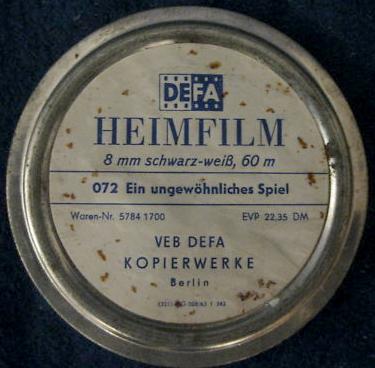 DEFA
HEIMFILM
8 mm schwarz-weiß, 60 m
072 Ein ungewöhnliches Spiel
Waren-Nr. 5784 1700 EVP 22,35 DM
VEB DEFA
KOPIERWERKE
Berlin